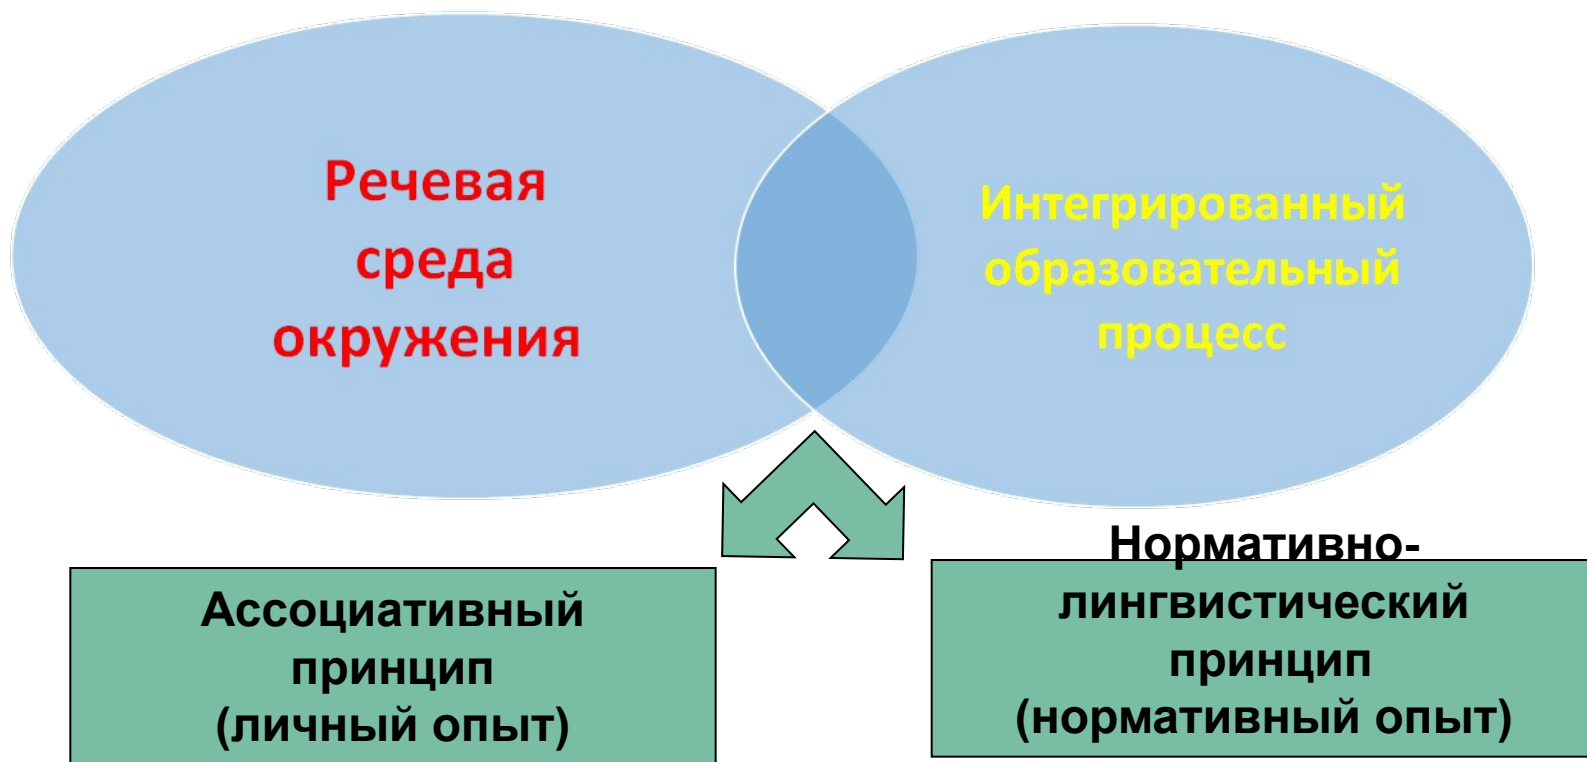 Речевая
среда
окружения
Интегрированный
образовательный
процесс
Ассоциативный
принцип
(личный опыт)
Нормативно-
лингвистический
принцип
(нормативный опыт)